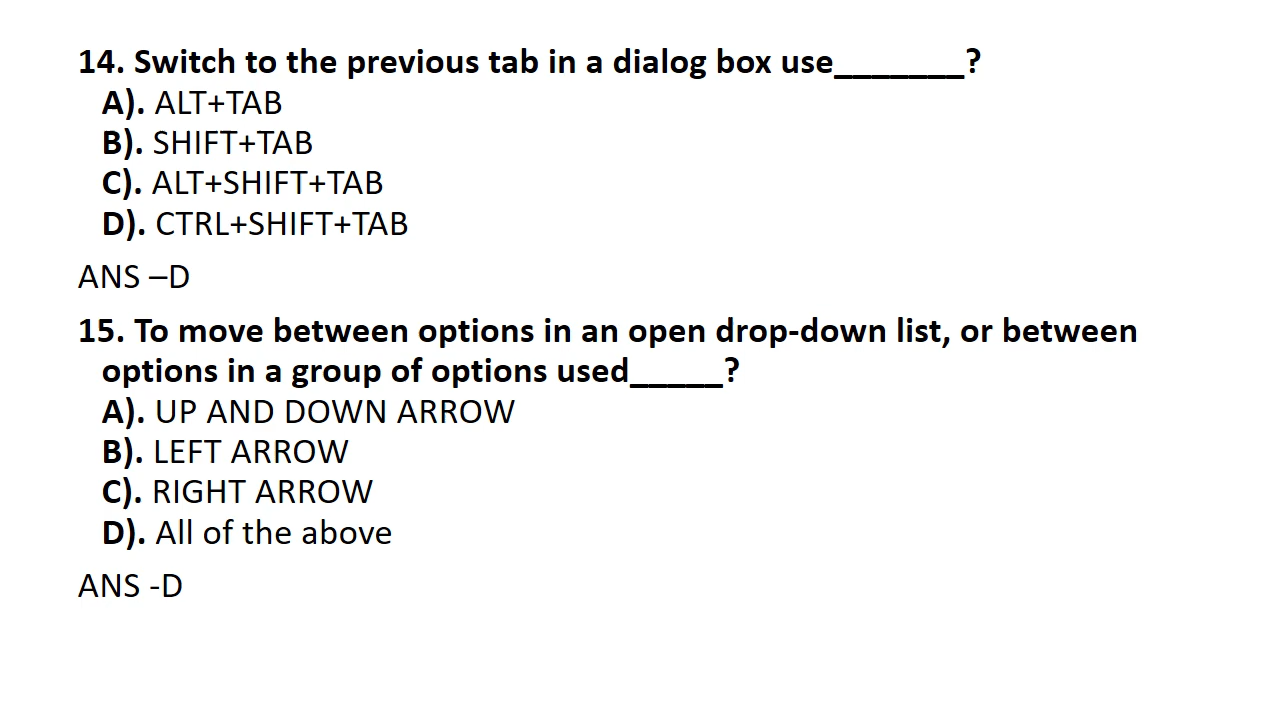 14. Switch to the previous tab in a dialog box use_______?
A). ALT+TAB
B). SHIFT+TAB
C). ALT+SHIFT+TAB
D). CTRL+SHIFT+TAB
ANS –D
15. To move between options in an open drop-down list, or between
options in a group of options used_____?
A). UP AND DOWN ARROW
B). LEFT ARROW
C). RIGHT ARROW
D). All of the above
ANS -D